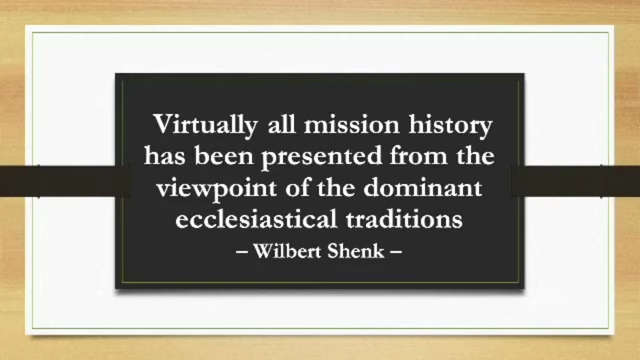 Virtually all mission history
has been presented from the
viewpoint of the dominant
ecclesiastical traditions
– Wilbert Shenk –